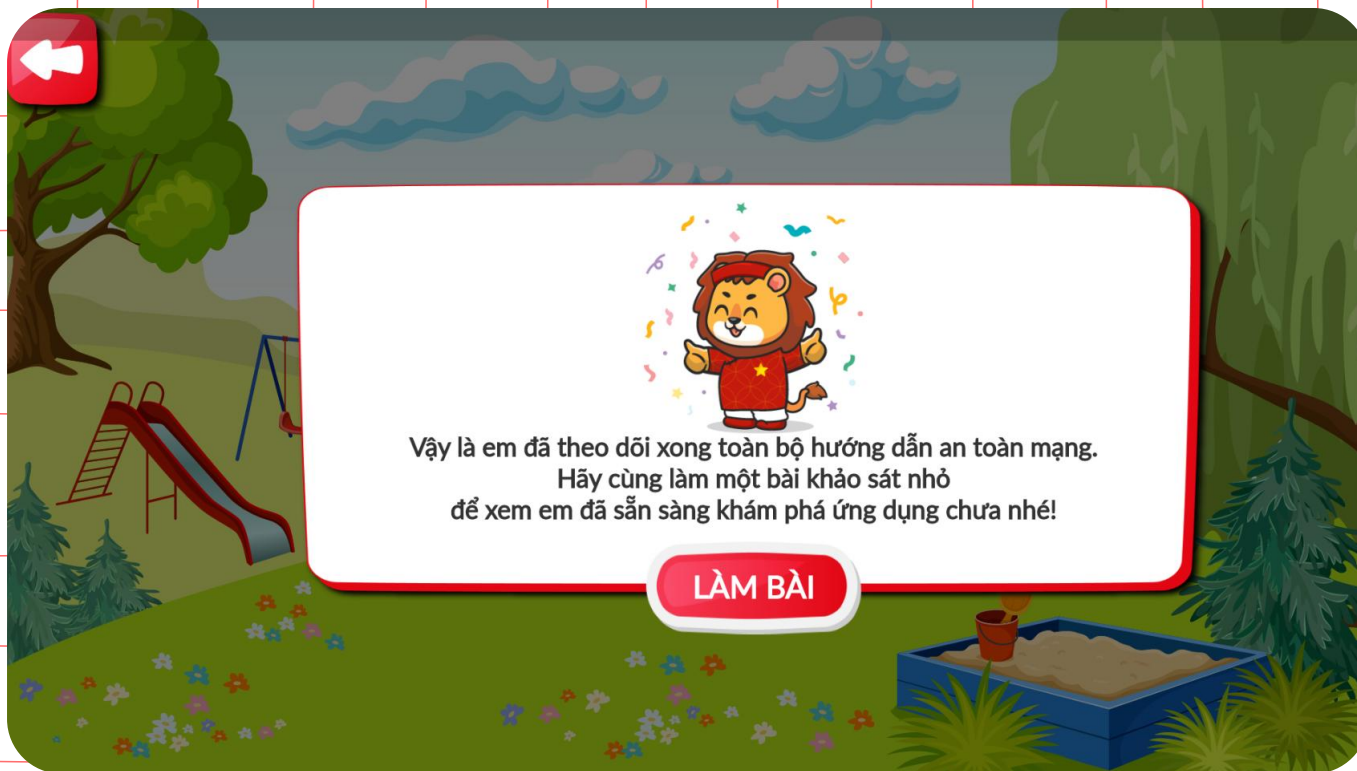 Vậy là em đã theo dõi xong toàn bộ hướng dẫn an toàn mạng.
Hãy cùng làm một bài khảo sát nhỏ
để xem em đã sẵn sàng khám phá ứng dụng chưa nhé!
LÀM BÀI